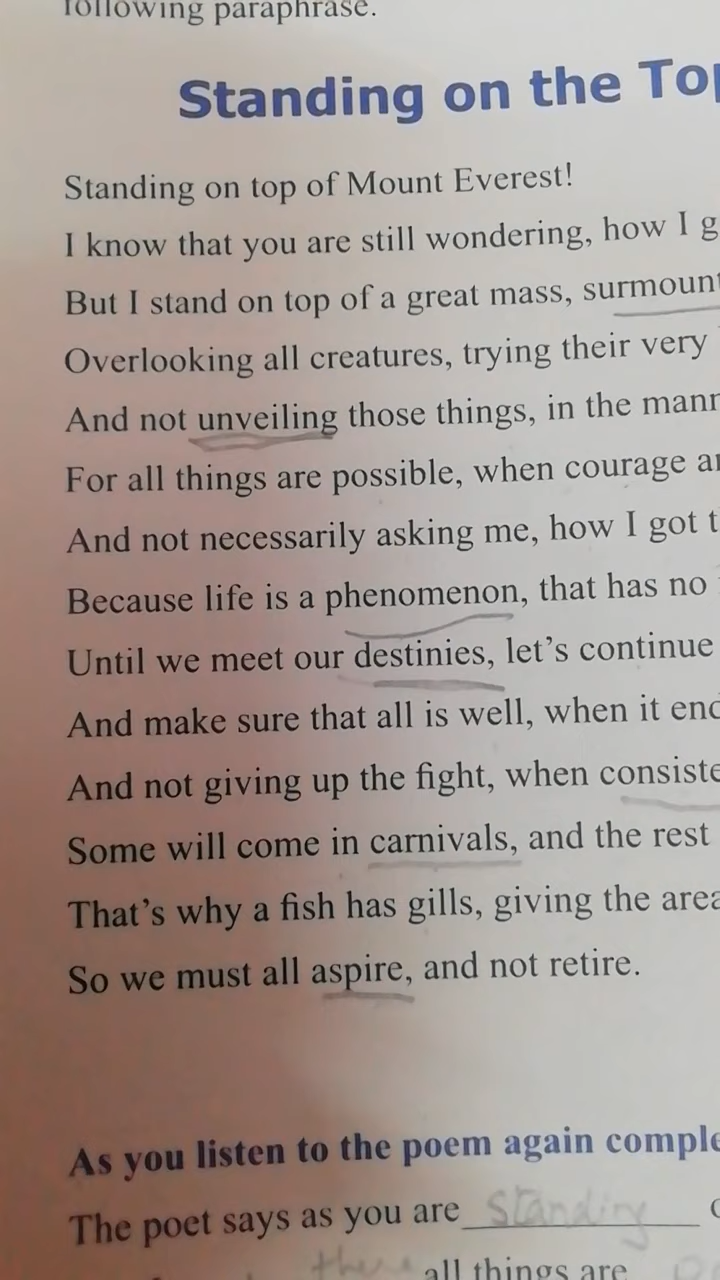 following paraphrase.
Standing on the Top
Standing on top of Mount Everest!
I know that you are still wondering, how I g
But I stand on top of a great mass, surmount
Overlooking all creatures, trying their very
And not unveiling those things, in the mann
For all things are possible, when courage a
And not necessarily asking me, how I got t
Because life is a phenomenon, that has no
Until we meet our destinies, let's continue
And make sure that all is well, when it end
And not giving up the fight, when consiste
Some will come in carnivals, and the rest
That's why a fish has gills, giving the area
So we must all aspire, and not retire.
As you listen to the poem again comple
The poet says as you are Standing
there all things are